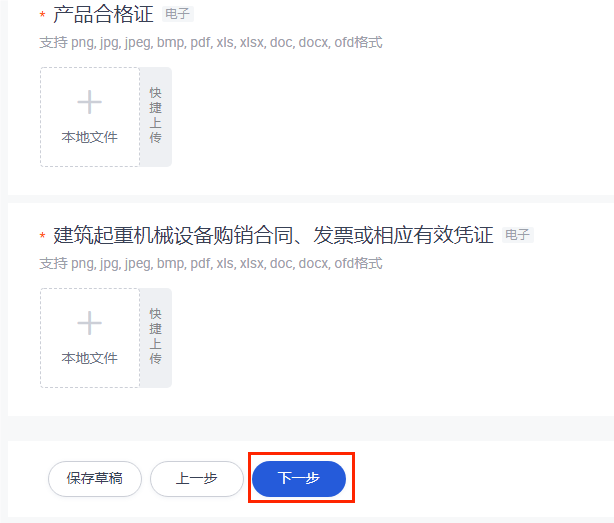 * 产品合格证 电子
支持 png, jpg, jpeg, bmp, pdf, xls, xlsx, doc, docx, ofd格式
本地文件
快捷上传
* 建筑起重机械设备购销合同、发票或相应有效凭证 电子
支持 png, jpg, jpeg, bmp, pdf, xls, xlsx, doc, docx, ofd格式
本地文件
快捷上传
保存草稿 上一步 下一步